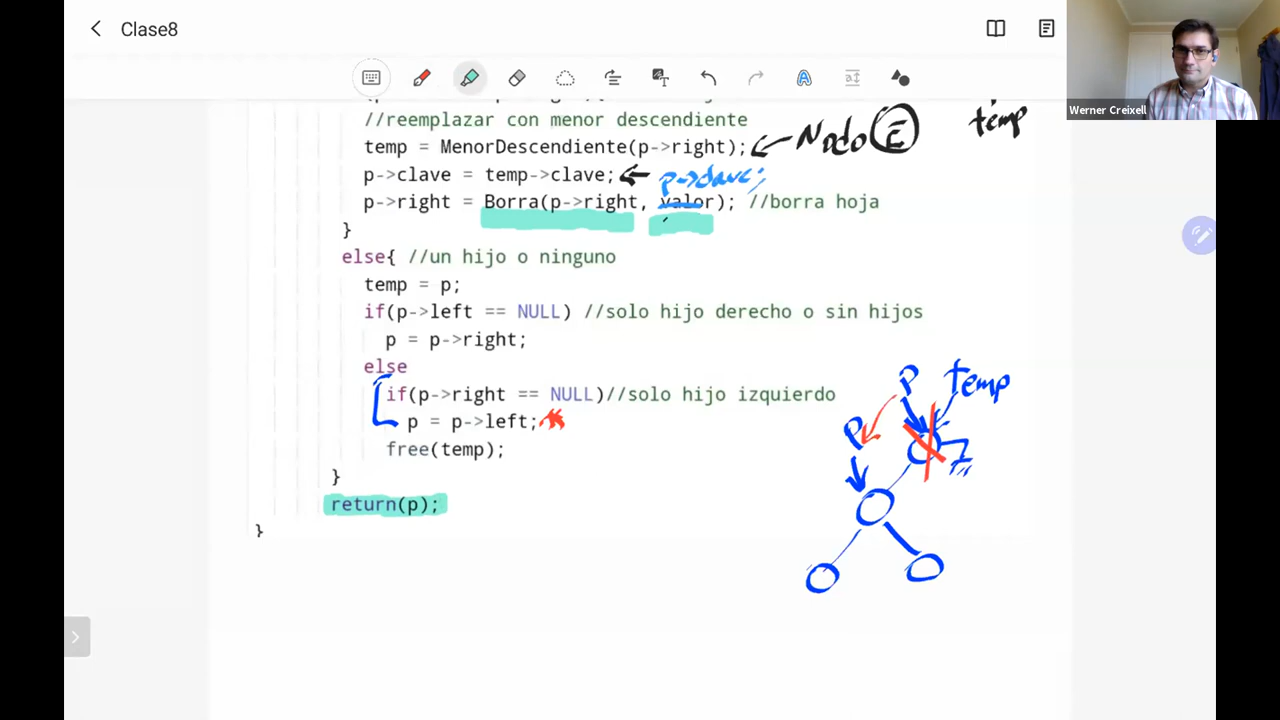 Clase8
Werner Creixell
//reemplazar con menor descendiente
temp
temp = MenorDescendiente(p->right); ← Nodo E
p->clave = temp->clave; ← p->clave;
p->right = Borra(p->right, valor); //borra hoja
}
else{ //un hijo o ninguno
temp = p;
if(p->left == NULL) //solo hijo derecho o sin hijos
p = p->right;
else
if(p->right == NULL)//solo hijo izquierdo
p = p->left;
free(temp);
}
return(p);
}
P temp
P